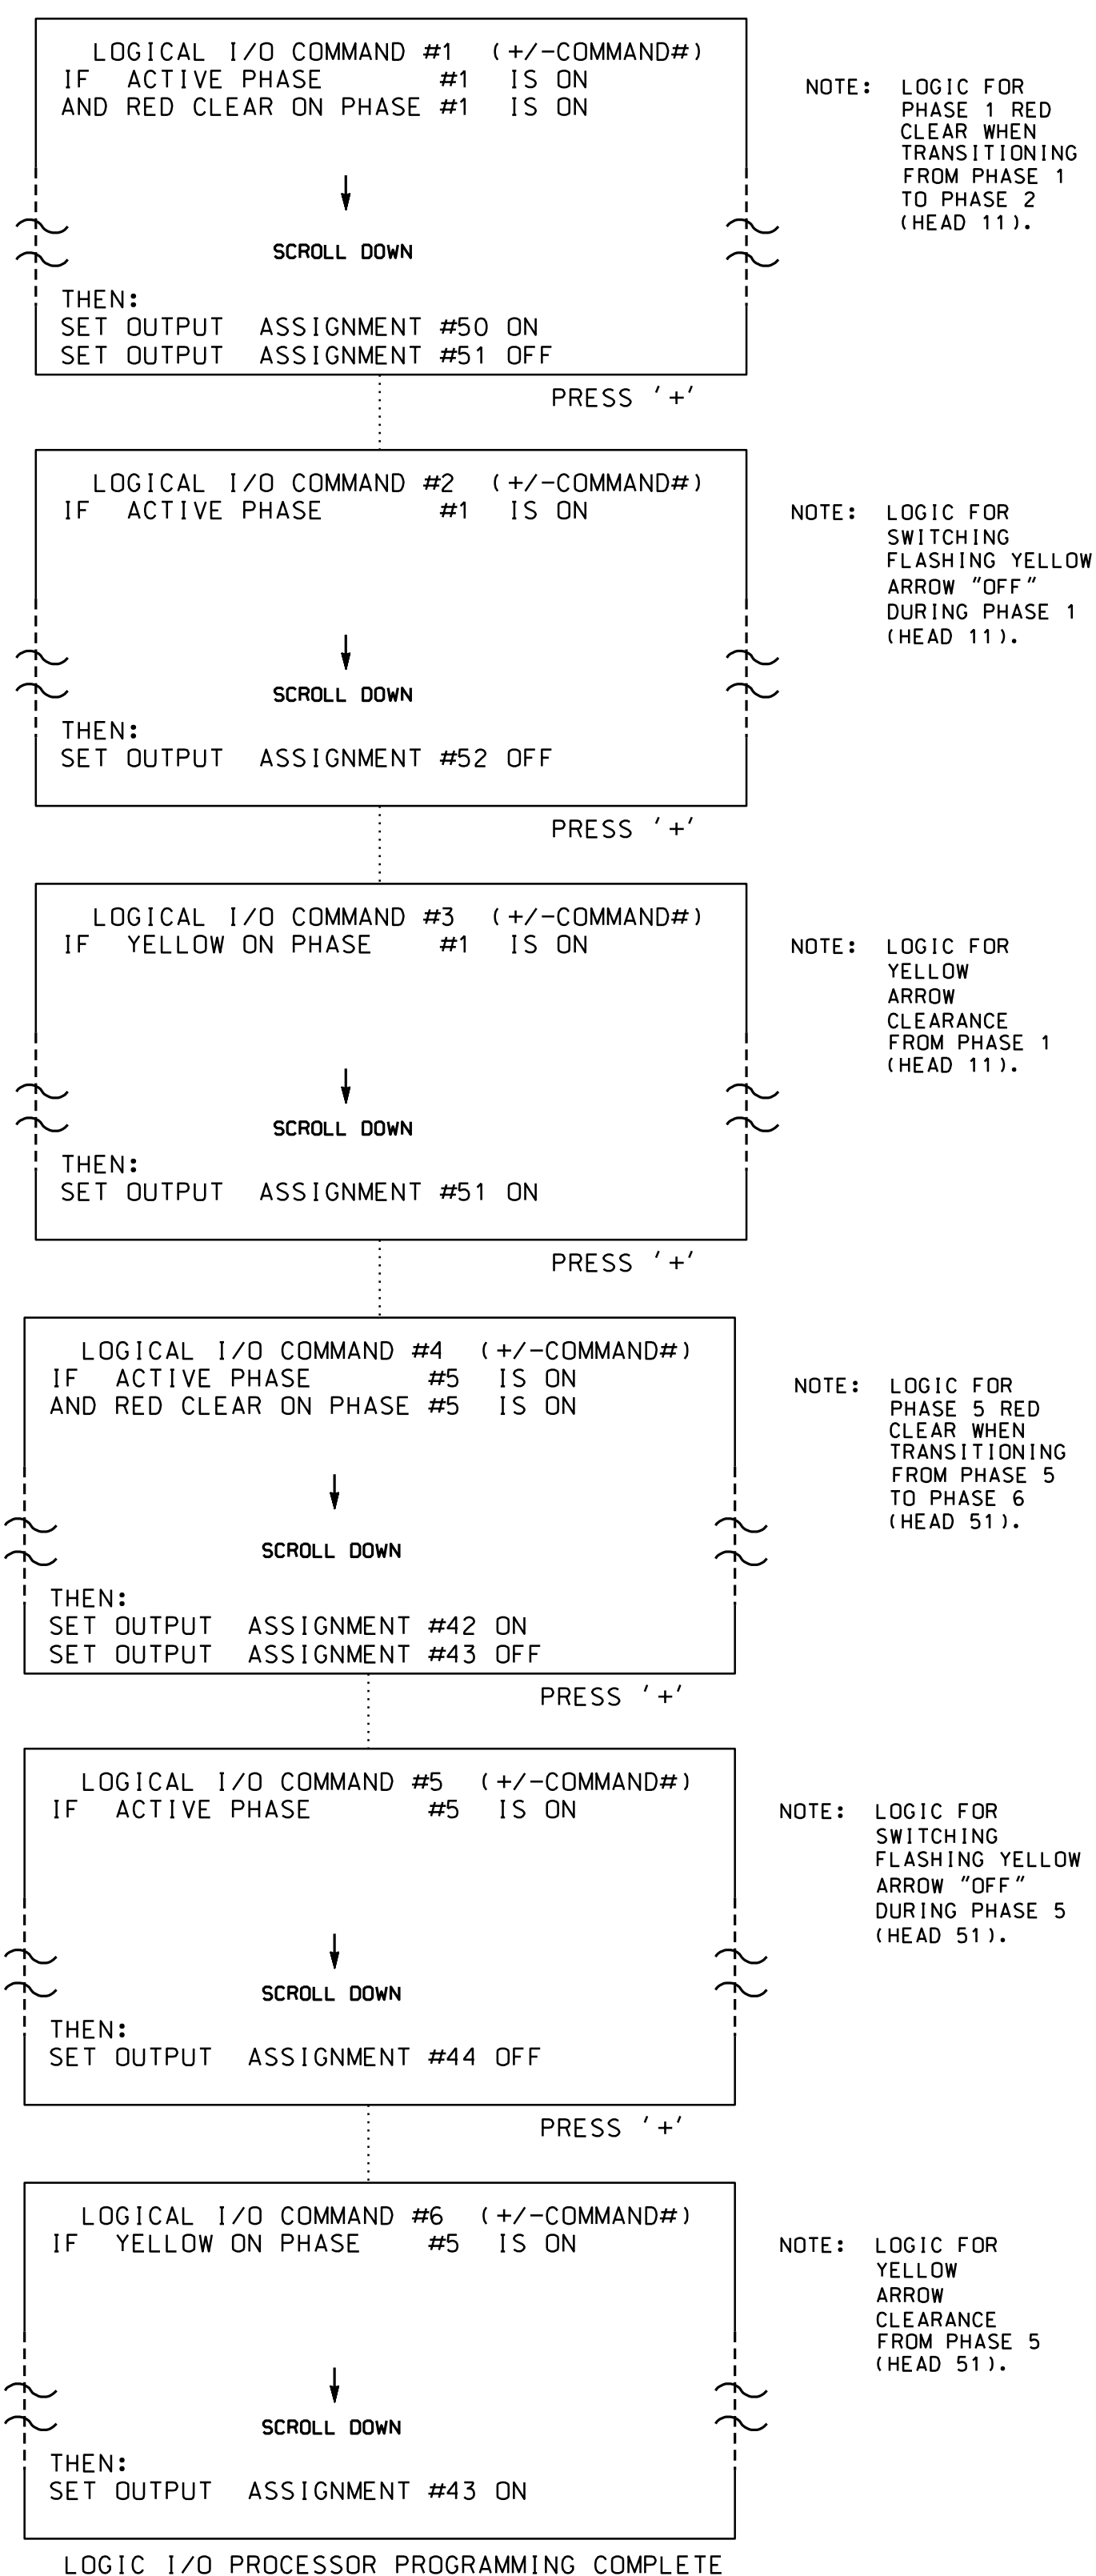 LOGICAL I/O COMMAND #1 (+/-COMMAND#)
IF ACTIVE PHASE #1 IS ON
AND RED CLEAR ON PHASE #1 IS ON
SCROLL DOWN
THEN:
SET OUTPUT ASSIGNMENT #50 ON
SET OUTPUT ASSIGNMENT #51 OFF
NOTE: LOGIC FOR
PHASE 1 RED
CLEAR WHEN
TRANSITIONING
FROM PHASE 1
TO PHASE 2
(HEAD 11).
PRESS '+'
LOGICAL I/O COMMAND #2 (+/-COMMAND#)
IF ACTIVE PHASE #1 IS ON
SCROLL DOWN
THEN:
SET OUTPUT ASSIGNMENT #52 OFF
NOTE: LOGIC FOR
SWITCHING
FLASHING YELLOW
ARROW "OFF"
DURING PHASE 1
(HEAD 11).
PRESS '+'
LOGICAL I/O COMMAND #3 (+/-COMMAND#)
IF YELLOW ON PHASE #1 IS ON
SCROLL DOWN
THEN:
SET OUTPUT ASSIGNMENT #51 ON
NOTE: LOGIC FOR
YELLOW
ARROW
CLEARANCE
FROM PHASE 1
(HEAD 11).
PRESS '+'
LOGICAL I/O COMMAND #4 (+/-COMMAND#)
IF ACTIVE PHASE #5 IS ON
AND RED CLEAR ON PHASE #5 IS ON
SCROLL DOWN
THEN:
SET OUTPUT ASSIGNMENT #42 ON
SET OUTPUT ASSIGNMENT #43 OFF
NOTE: LOGIC FOR
PHASE 5 RED
CLEAR WHEN
TRANSITIONING
FROM PHASE 5
TO PHASE 6
(HEAD 51).
PRESS '+'
LOGICAL I/O COMMAND #5 (+/-COMMAND#)
IF ACTIVE PHASE #5 IS ON
SCROLL DOWN
THEN:
SET OUTPUT ASSIGNMENT #44 OFF
NOTE: LOGIC FOR
SWITCHING
FLASHING YELLOW
ARROW "OFF"
DURING PHASE 5
(HEAD 51).
PRESS '+'
LOGICAL I/O COMMAND #6 (+/-COMMAND#)
IF YELLOW ON PHASE #5 IS ON
SCROLL DOWN
THEN:
SET OUTPUT ASSIGNMENT #43 ON
NOTE: LOGIC FOR
YELLOW
ARROW
CLEARANCE
FROM PHASE 5
(HEAD 51).
LOGIC I/O PROCESSOR PROGRAMMING COMPLETE